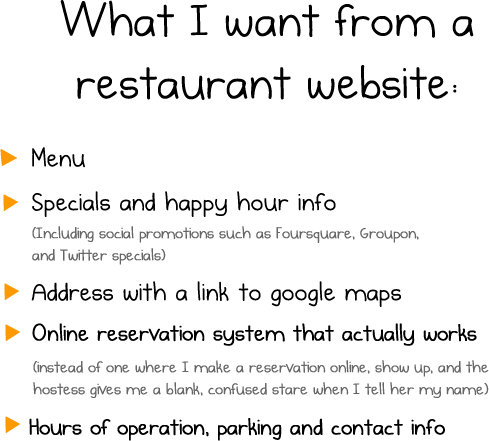 What I want from a
restaurant website:
Menu
Specials and happy hour info
(Including social promotions such as Foursquare, Groupon,
and Twitter specials)
Address with a link to google maps
Online reservation system that actually works
(instead of one where I make a reservation online, show up, and the
hostess gives me a blank, confused stare when I tell her my name)
Hours of operation, parking and contact info